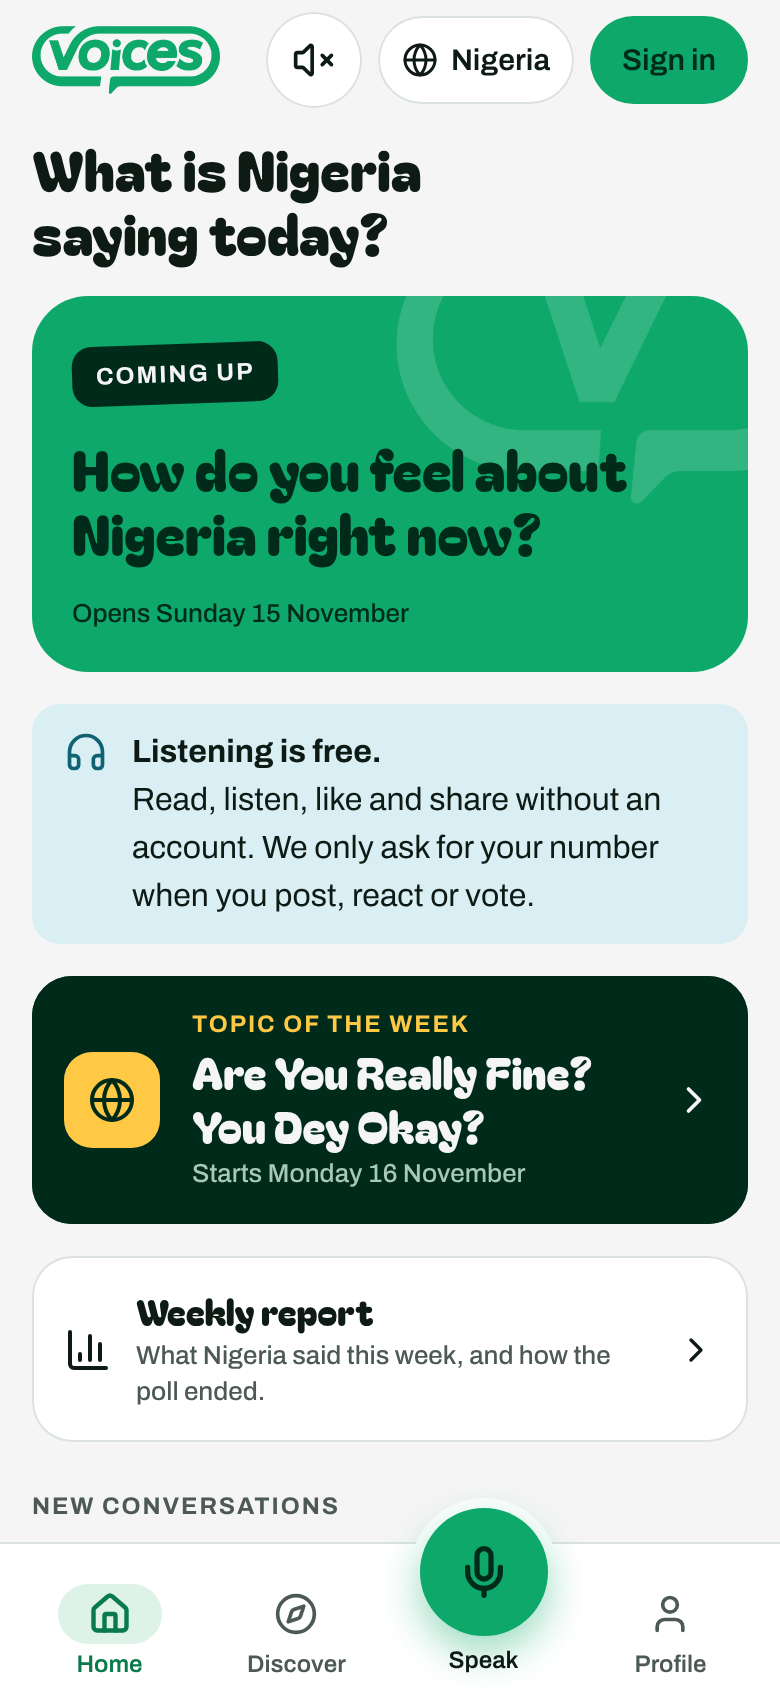 voices
Nigeria
Sign in
What is Nigeria
saying today?
COMING UP
How do you feel about
Nigeria right now?
Opens Sunday 15 November
Listening is free.
Read, listen, like and share without an
account. We only ask for your number
when you post, react or vote.
TOPIC OF THE WEEK
Are You Really Fine?
You Dey Okay?
Starts Monday 16 November
Weekly report
What Nigeria said this week, and how the
poll ended.
NEW CONVERSATIONS
Home
Discover
Speak
Profile